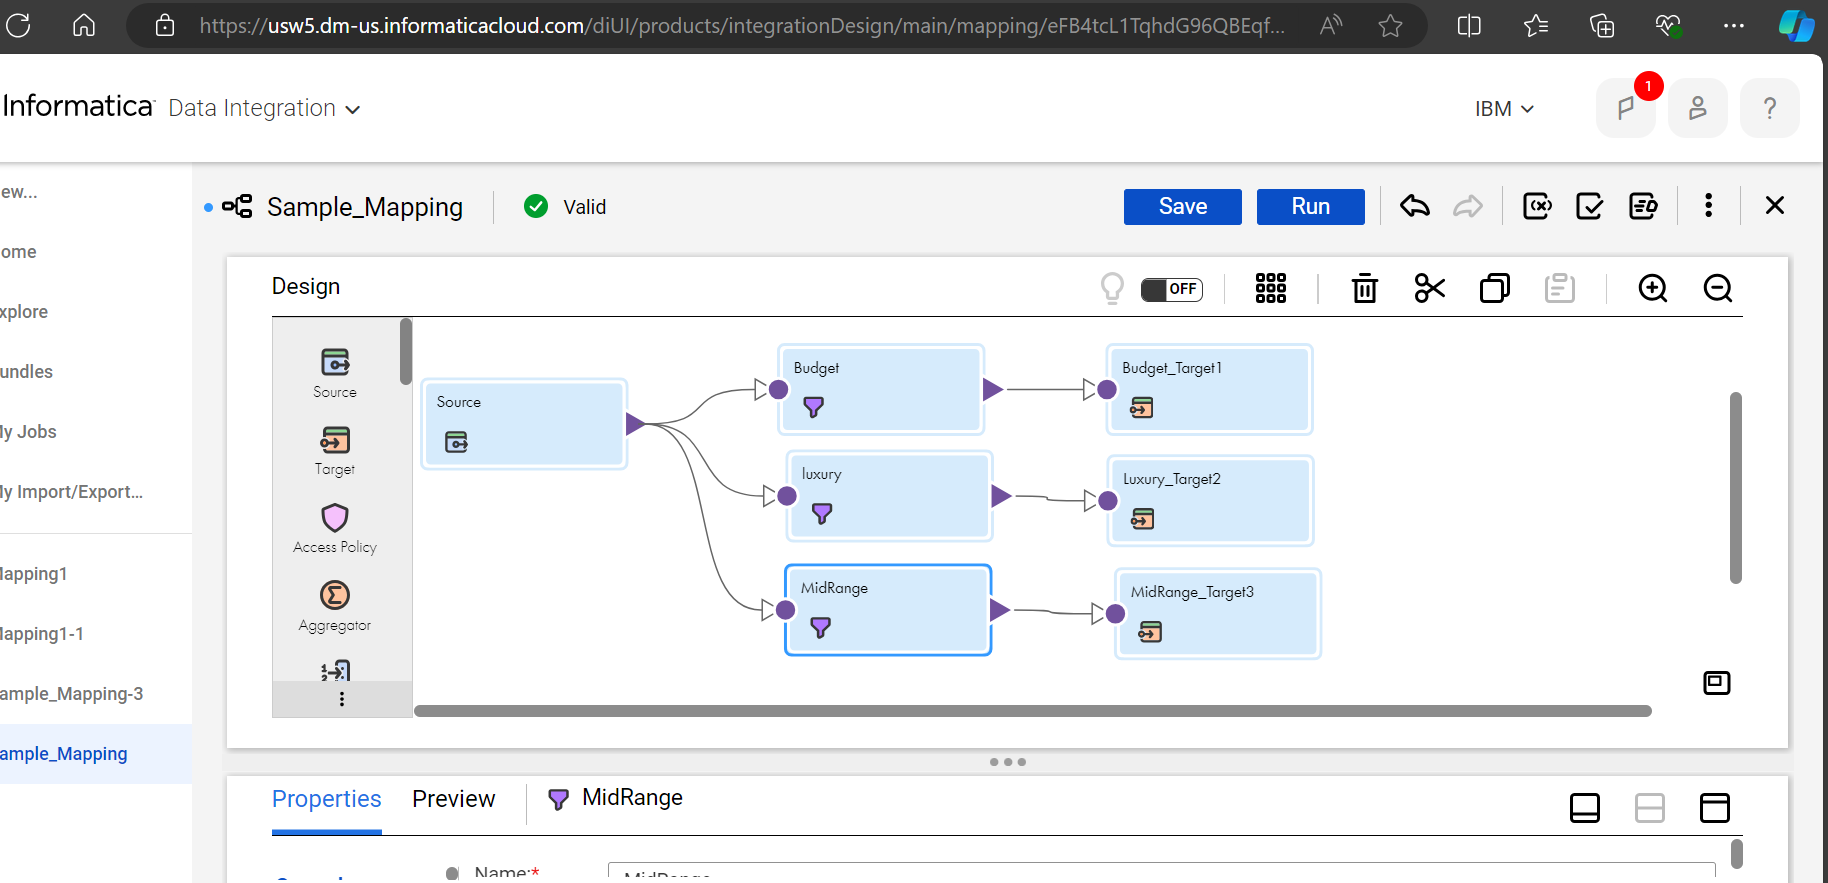 https://usw5.dm-us.informaticacloud.com/diUI/products/integrationDesign/main/mapping/eFB4tcL1TqhdG96QBEqf...
Informatica Data Integration
IBM
1
?
ew...
ome
xplore
undles
ly Jobs
ly Import/Export...
lapping1
lapping1-1
ample_Mapping-3
ample_Mapping
Sample_Mapping
Valid
Save
Run
Design
OFF
Source
Target
Access Policy
Aggregator
Source
Budget
Budget_Target1
luxury
Luxury_Target2
MidRange
MidRange_Target3
Properties
Preview
MidRange
Name:*
MidRange